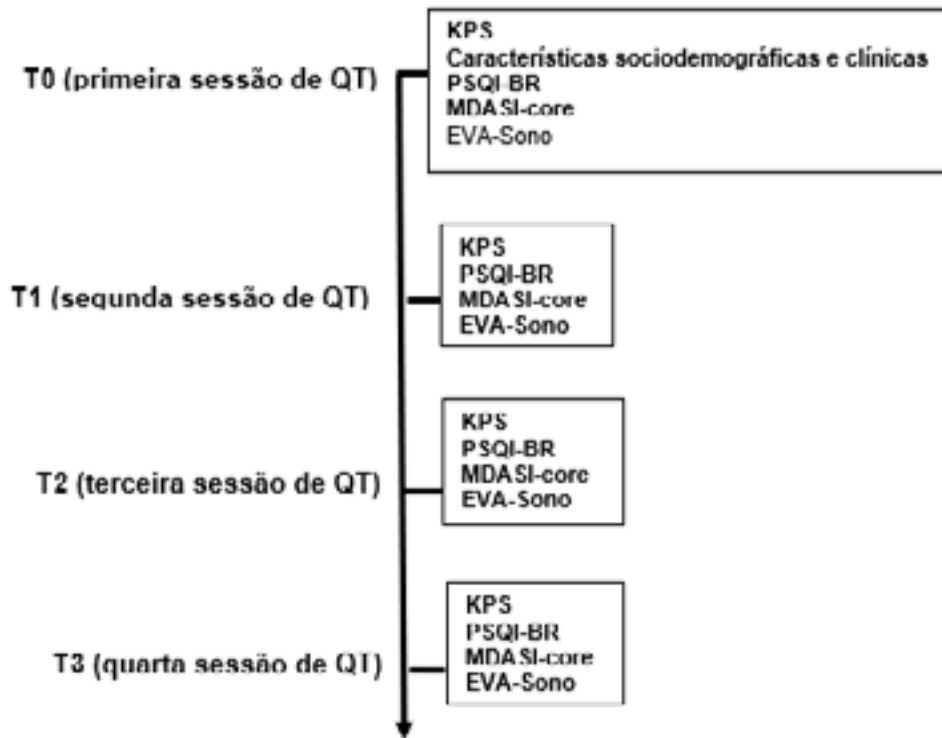 T0 (primeira sessão de QT)
KPS
Características sociodemográficas e clínicas
PSQI-BR
MDASI-core
EVA-Sono
T1 (segunda sessão de QT)
KPS
PSQI-BR
MDASI-core
EVA-Sono
T2 (terceira sessão de QT)
KPS
PSQI-BR
MDASI-core
EVA-Sono
T3 (quarta sessão de QT)
KPS
PSQI-BR
MDASI-core
EVA-Sono